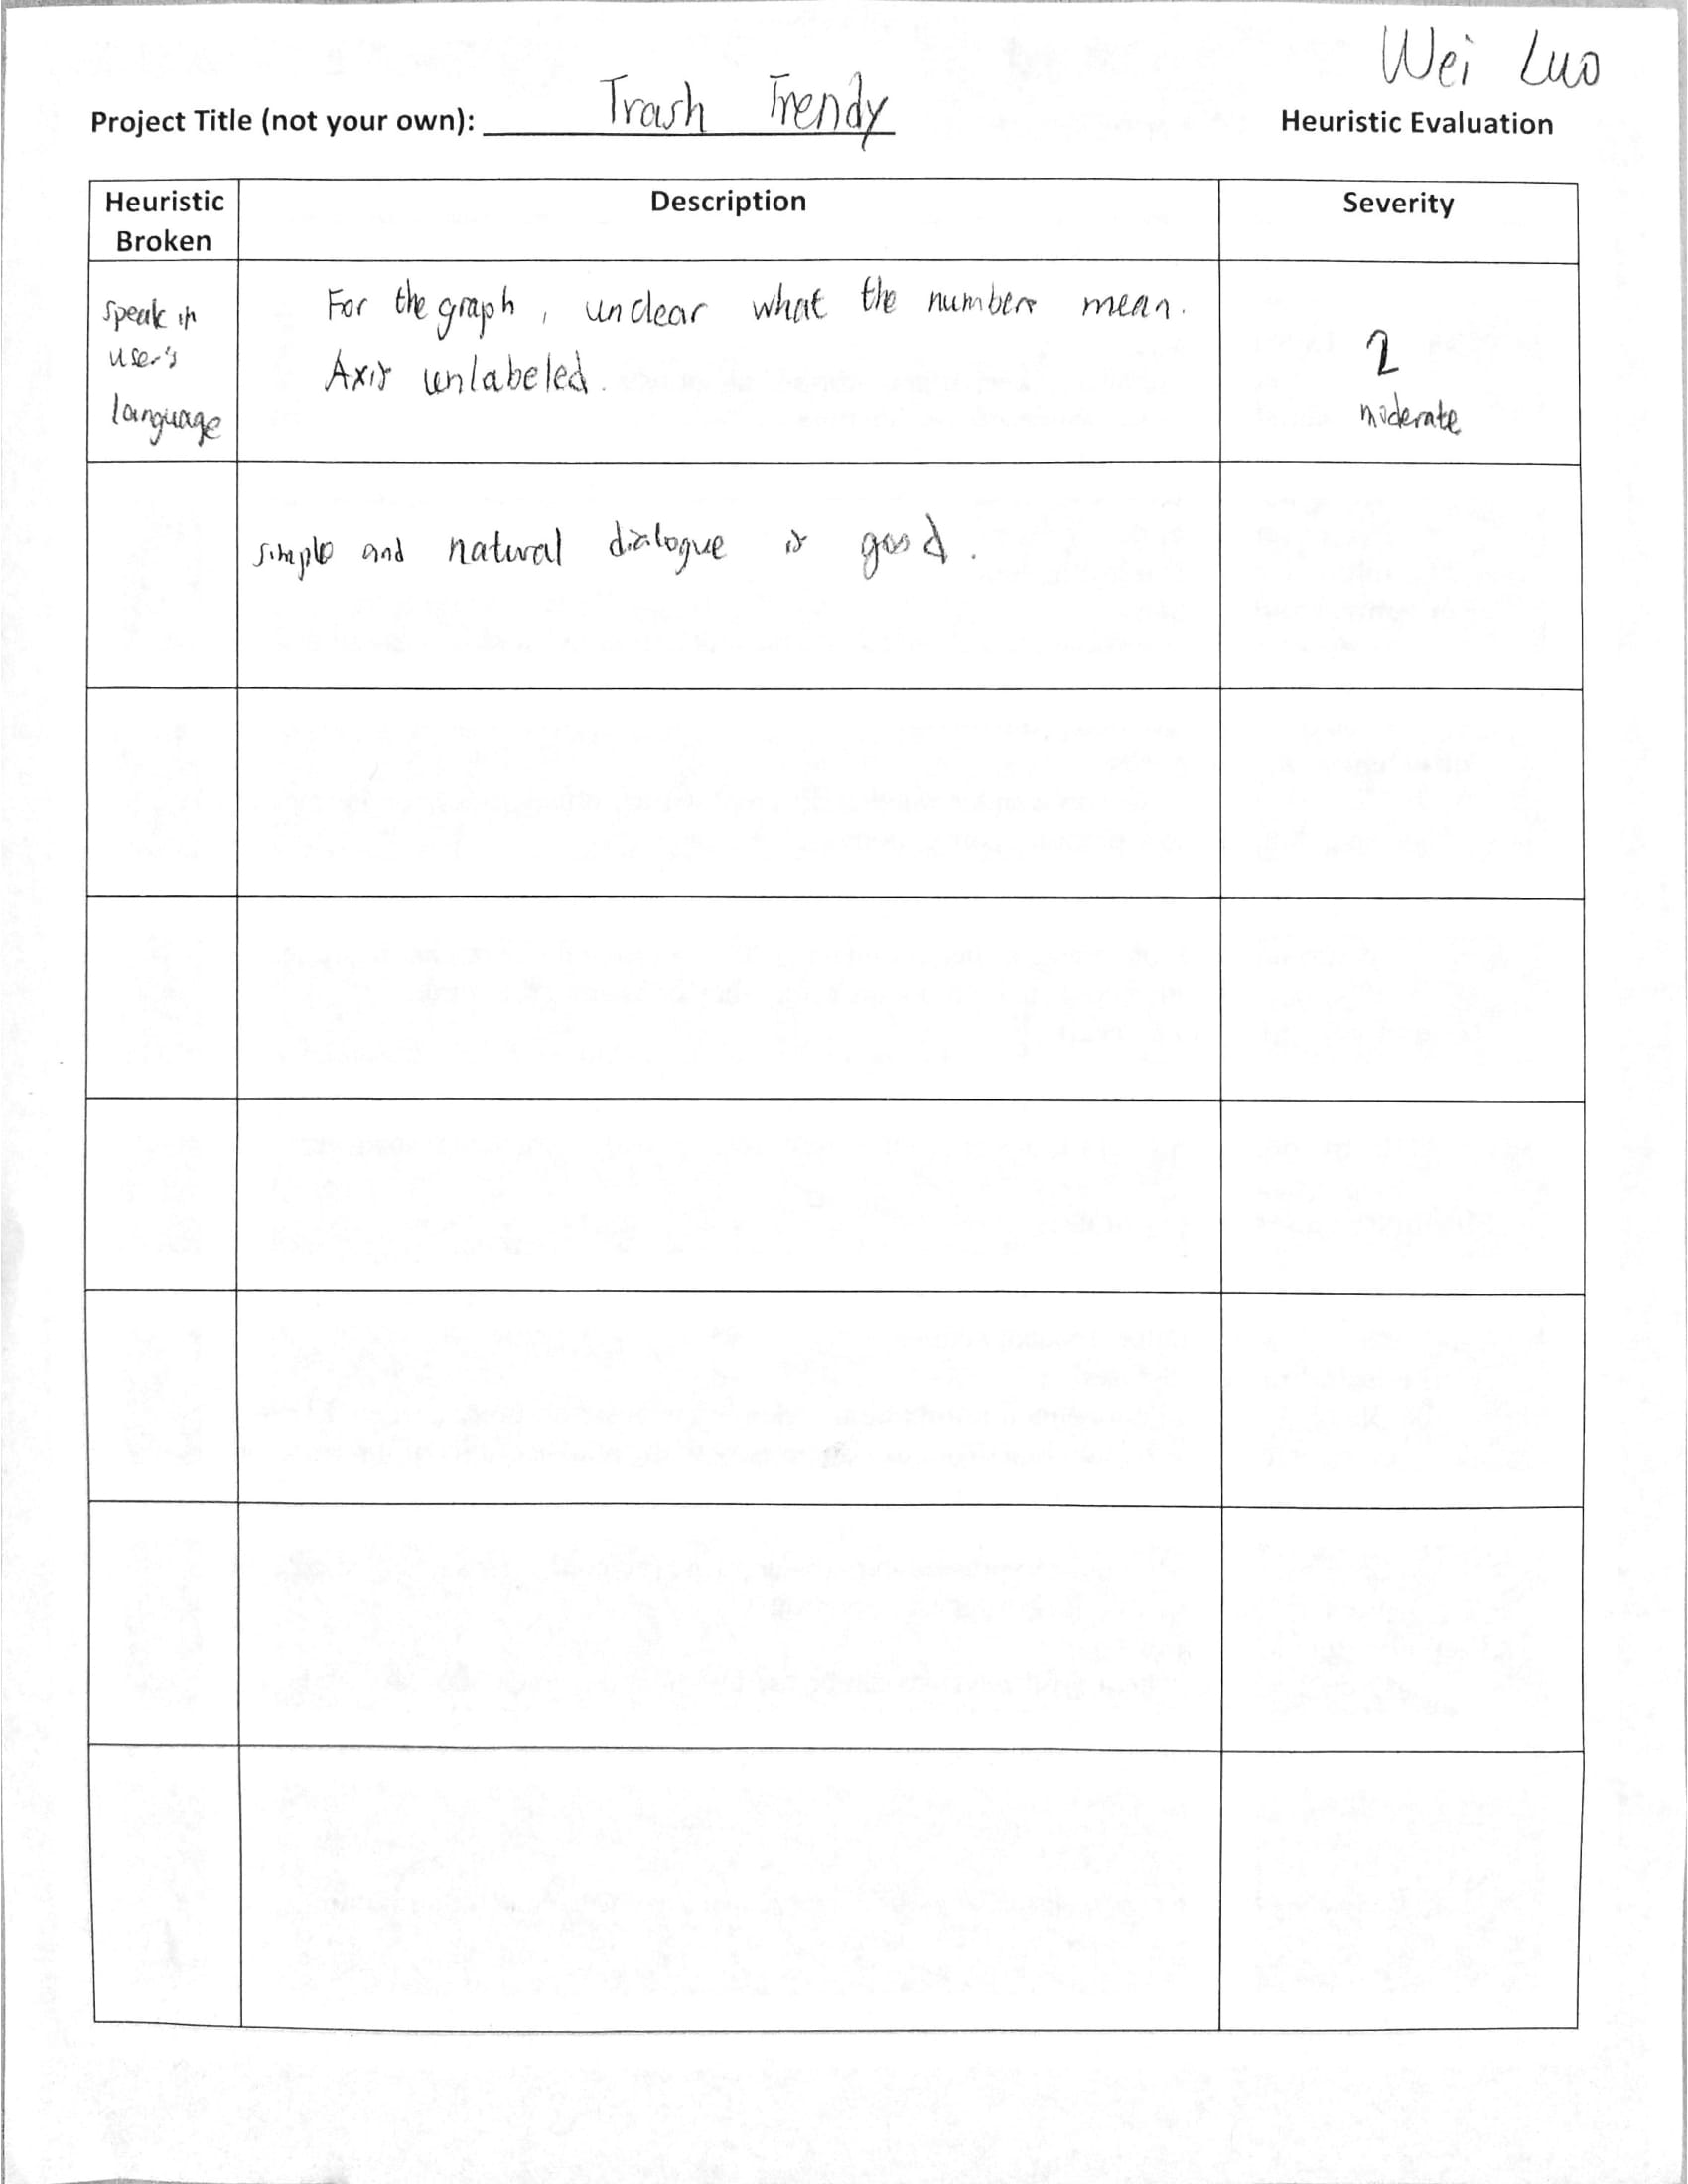 Wei Luo
Project Title (not your own): Trash Trendy
Heuristic Evaluation
Heuristic Broken
Description
Severity
speak in
user's
language
For the graph, unclear what the numbers mean.
Axis unlabeled.
2
moderate
simple and natural dialogue is good.